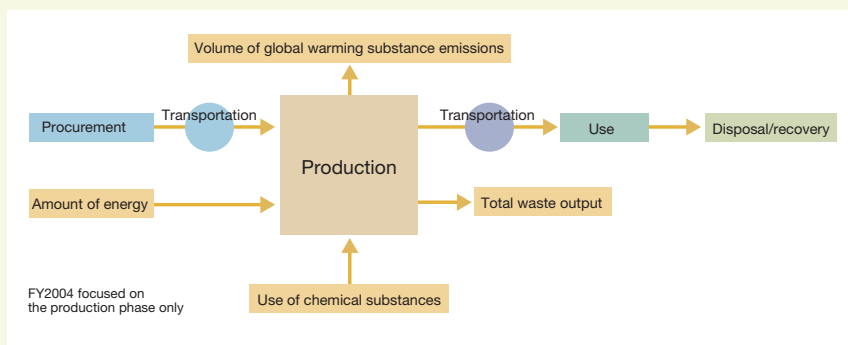 Volume of global warming substance emissions
Procurement
Transportation
Production
Transportation
Use
Disposal/recovery
Amount of energy
Total waste output
Use of chemical substances
FY2004 focused on
the production phase only